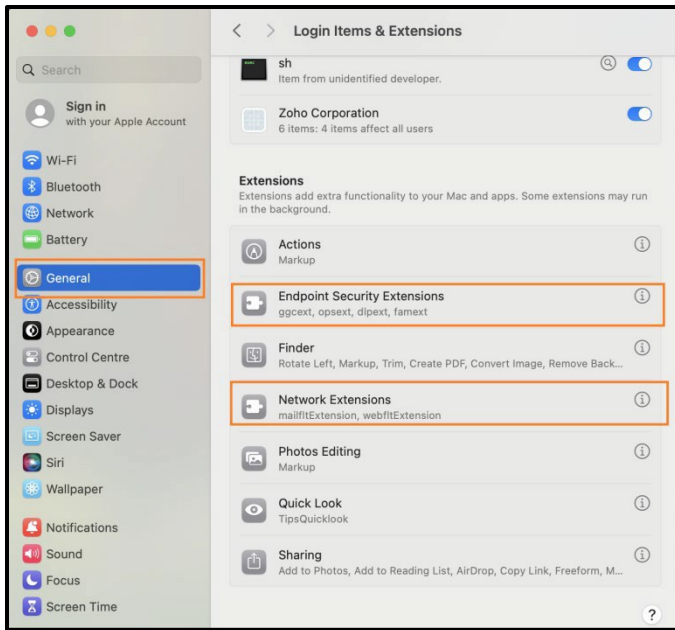 Login Items & Extensions
Search
Sign in
with your Apple Account
Wi-Fi
Bluetooth
Network
Battery
General
Accessibility
Appearance
Control Centre
Desktop & Dock
Displays
Screen Saver
Siri
Wallpaper
Notifications
Sound
Focus
Screen Time
sh
Item from unidentified developer.
Zoho Corporation
6 items: 4 items affect all users
Extensions
Extensions add extra functionality to your Mac and apps. Some extensions may run
in the background.
Actions
Markup
Endpoint Security Extensions
ggcext, opsext, dlpext, famext
Finder
Rotate Left, Markup, Trim, Create PDF, Convert Image, Remove Back...
Network Extensions
mailfltExtension, webfltExtension
Photos Editing
Markup
Quick Look
TipsQuicklook
Sharing
Add to Photos, Add to Reading List, AirDrop, Copy Link, Freeform, M...
?